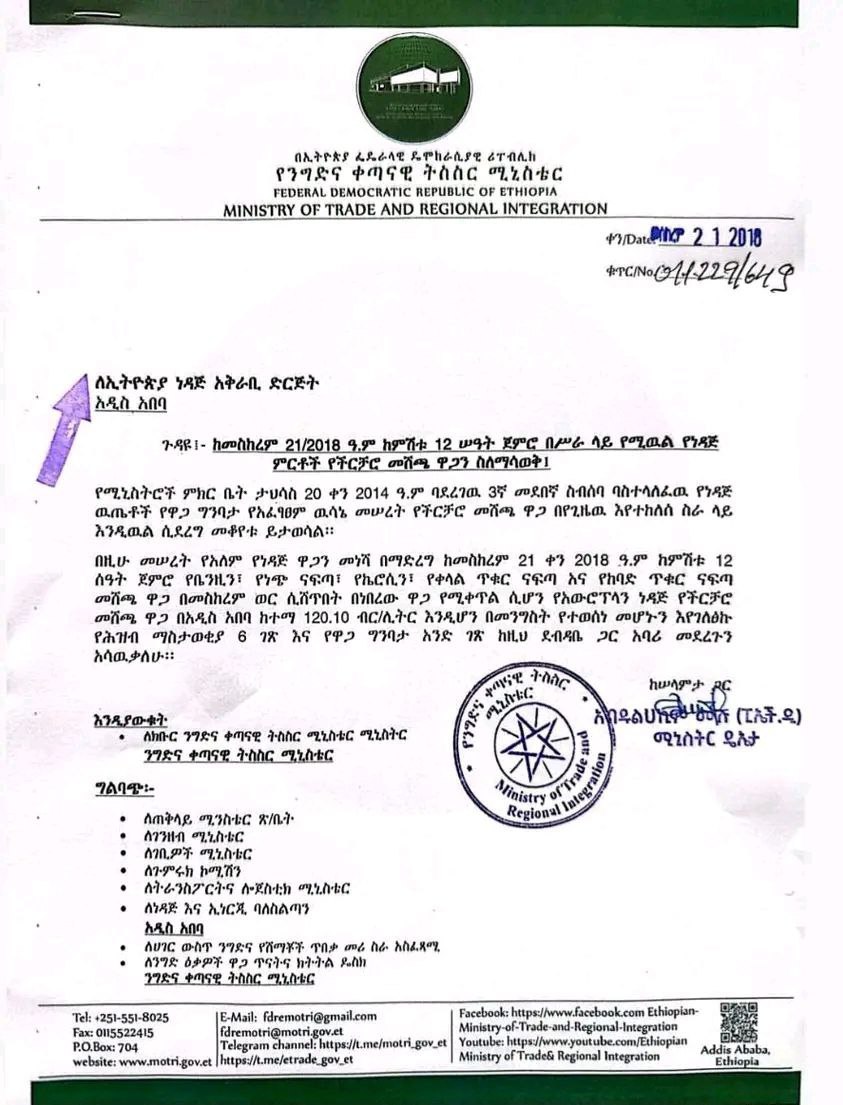 በኢትዮጵያ ፌዴራላዊ ዴሞክራሲያዊ ሪፐብሊክ
የንግድና ቀጣናዊ ትስስር ሚኒስቴር
FEDERAL DEMOCRATIC REPUBLIC OF ETHIOPIA
MINISTRY OF TRADE AND REGIONAL INTEGRATION
ቀን/Date 2 1 2018
ቁጥር/No 011-229/649
ለኢትዮጵያ ነዳጅ አቅራቢ ድርጅት
አዲስ አበባ
ጉዳዩ፤- ከመስከረም 21/2018 ዓ.ም ከምሽቱ 12 ሠዓት ጀምሮ በሥራ ላይ የሚዉል የነዳጅ
ምርቶች የችርቻሮ መሸጫ ዋጋን ስለማሳወቅ፤
የሚኒስትሮች ምክር ቤት ታህሳስ 20 ቀን 2014 ዓ.ም ባደረገዉ 3ኛ መደበኛ ስብሰባ ባስተላለፈዉ የነዳጅ
ዉጤቶች የዋጋ ግንባታ የአፈፃፀም ዉሳኔ መሠረት የችርቻሮ መሸጫ ዋጋ በየጊዜዉ እየተከለሰ ስራ ላይ
እንዲዉል ሲደረግ መቆየቱ ይታወሳል።
በዚሁ መሠረት የአለም የነዳጅ ዋጋን መነሻ በማድረግ ከመስከረም 21 ቀን 2018 ዓ.ም ከምሽቱ 12
ሰዓት ጀምሮ የቤንዚን፣ የነጭ ናፍጣ፣ የኬሮሲን፣ የቀላል ጥቁር ናፍጣ እና የከባድ ጥቁር ናፍጣ
መሸጫ ዋጋ በመስከረም ወር ሲሸጥበት በነበረው ዋጋ የሚቀጥል ሲሆን የአውሮፕላን ነዳጅ የችርቻሮ
መሸጫ ዋጋ በአዲስ አበባ ከተማ 120.10 ብር/ሊትር እንዲሆን በመንግስት የተወሰነ መሆኑን እየገለፅኩ
የሕዝብ ማስታወቂያ 6 ገጽ እና የዋጋ ግንባታ አንድ ገጽ ከዚህ ደብዳቤ ጋር አባሪ መደረጉን
አሳዉቃለሁ።
ከሠላምታ ጋር
(ፒኤች.ዲ)
ሚኒስትር ዴኤታ
የንግድና ቀጣናዊ ትስስር ሚኒስቴር
Ministry of Trade and Regional Integration
እንዲያውቁት
• ለክቡር ንግድና ቀጣናዊ ትስስር ሚኒስቴር ሚኒስትር
ንግድና ቀጣናዊ ትስስር ሚኒስቴር
ግልባጭ፡-
• ለጠቅላይ ሚንስቴር ጽ/ቤት
• ለገንዘብ ሚኒስቴር
• ለገቢዎች ሚኒስቴር
• ለጉምሩክ ኮሚሽን
• ለትራንስፖርትና ሎጀስቲክ ሚኒስቴር
• ለነዳጅ እና ኢነርጂ ባለስልጣን
አዲስ አበባ
• ለሀገር ውስጥ ንግድና የሸማቾች ጥበቃ መሪ ስራ አስፈጻሚ
• ለንግድ ዕቃዎች ዋጋ ጥናትና ክትትል ዴስክ
ንግድና ቀጣናዊ ትስስር ሚኒስቴር
Tel: +251-551-8025
Fax: 0115522415
P.O.Box: 704
website: www.motri.gov.et
E-Mail: fdremotri@gmail.com
fdremotri@motri.gov.et
Telegram channel: https://t.me/motri_gov_et
https://t.me/etrade_gov_et
Facebook: https://www.facebook.com Ethiopian-
Ministry-of-Trade-and-Regional-Integration
Youtube: https://www.youtube.com/Ethiopian
Ministry of Trade& Regional Integration
Addis Ababa,
Ethiopia